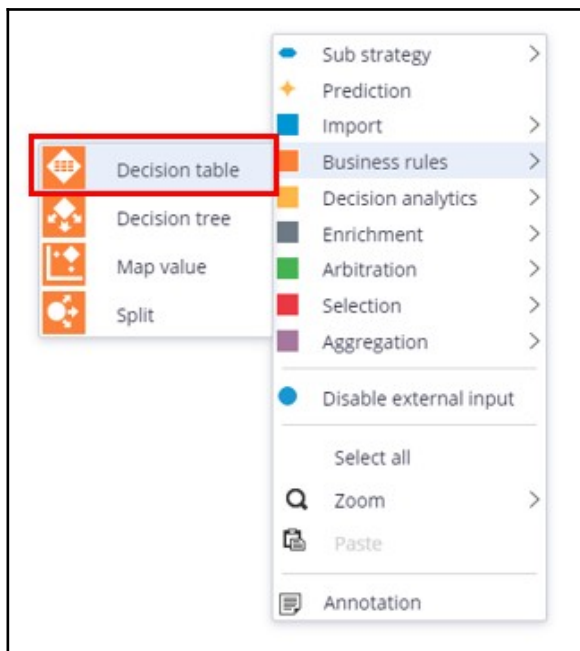 Sub strategy
Prediction
Import
Business rules
Decision analytics
Enrichment
Arbitration
Selection
Aggregation
Disable external input
Select all
Zoom
Paste
Annotation
Decision table
Decision tree
Map value
Split